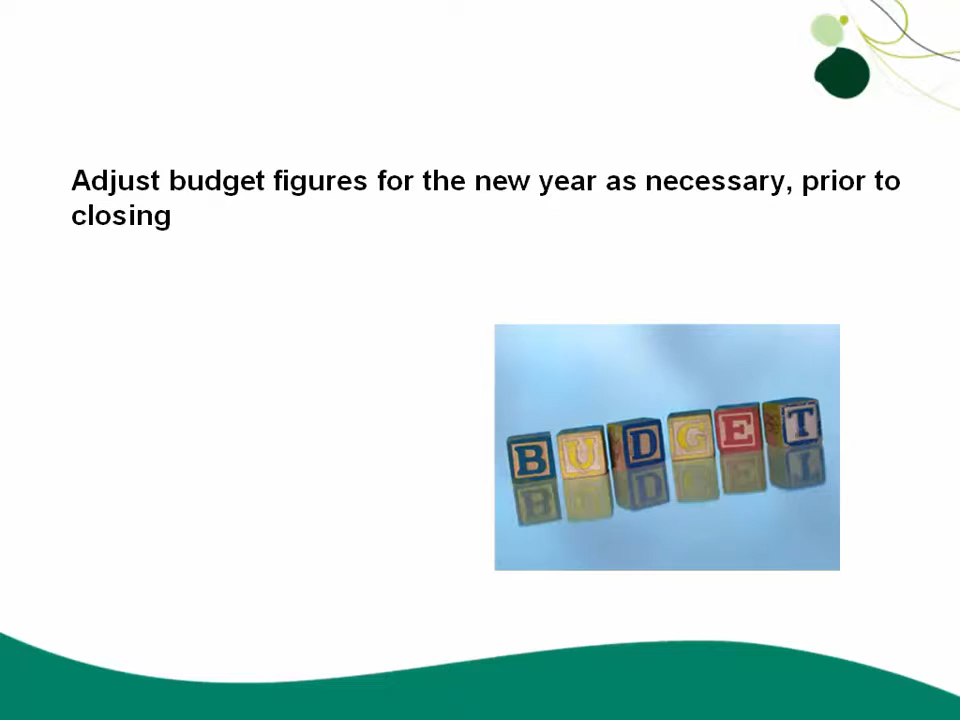 Adjust budget figures for the new year as necessary, prior to
closing
BUDGET